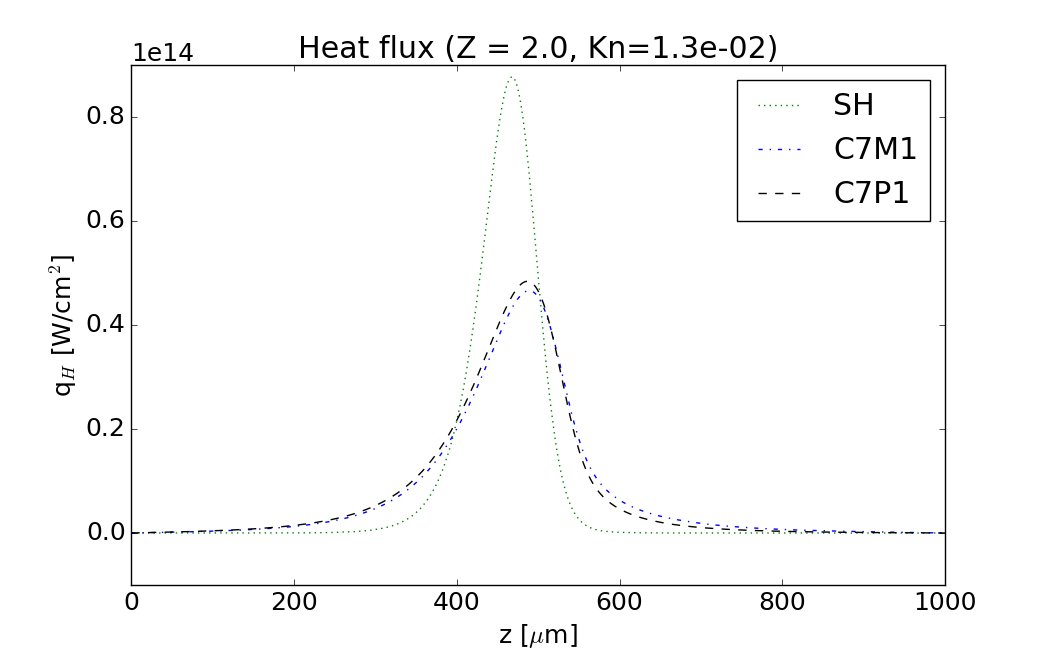 Heat flux (Z = 2.0, Kn=1.3e-02)
1e14
SH
C7M1
C7P1
0.8
0.6
0.4
0.2
0.0
q_H [W/cm^2]
0 200 400 600 800 1000
z [μm]